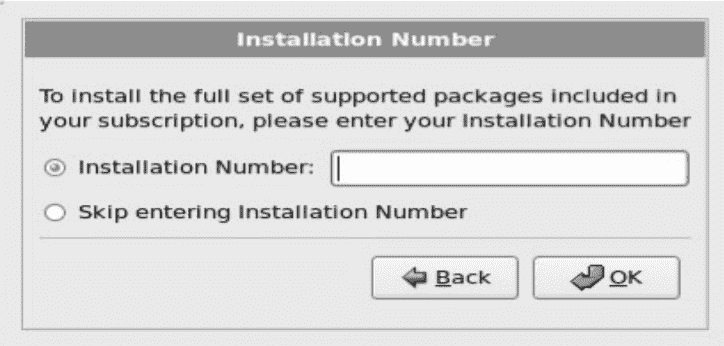 Installation Number
To install the full set of supported packages included in
your subscription, please enter your Installation Number
Installation Number:
Skip entering Installation Number
Back
OK